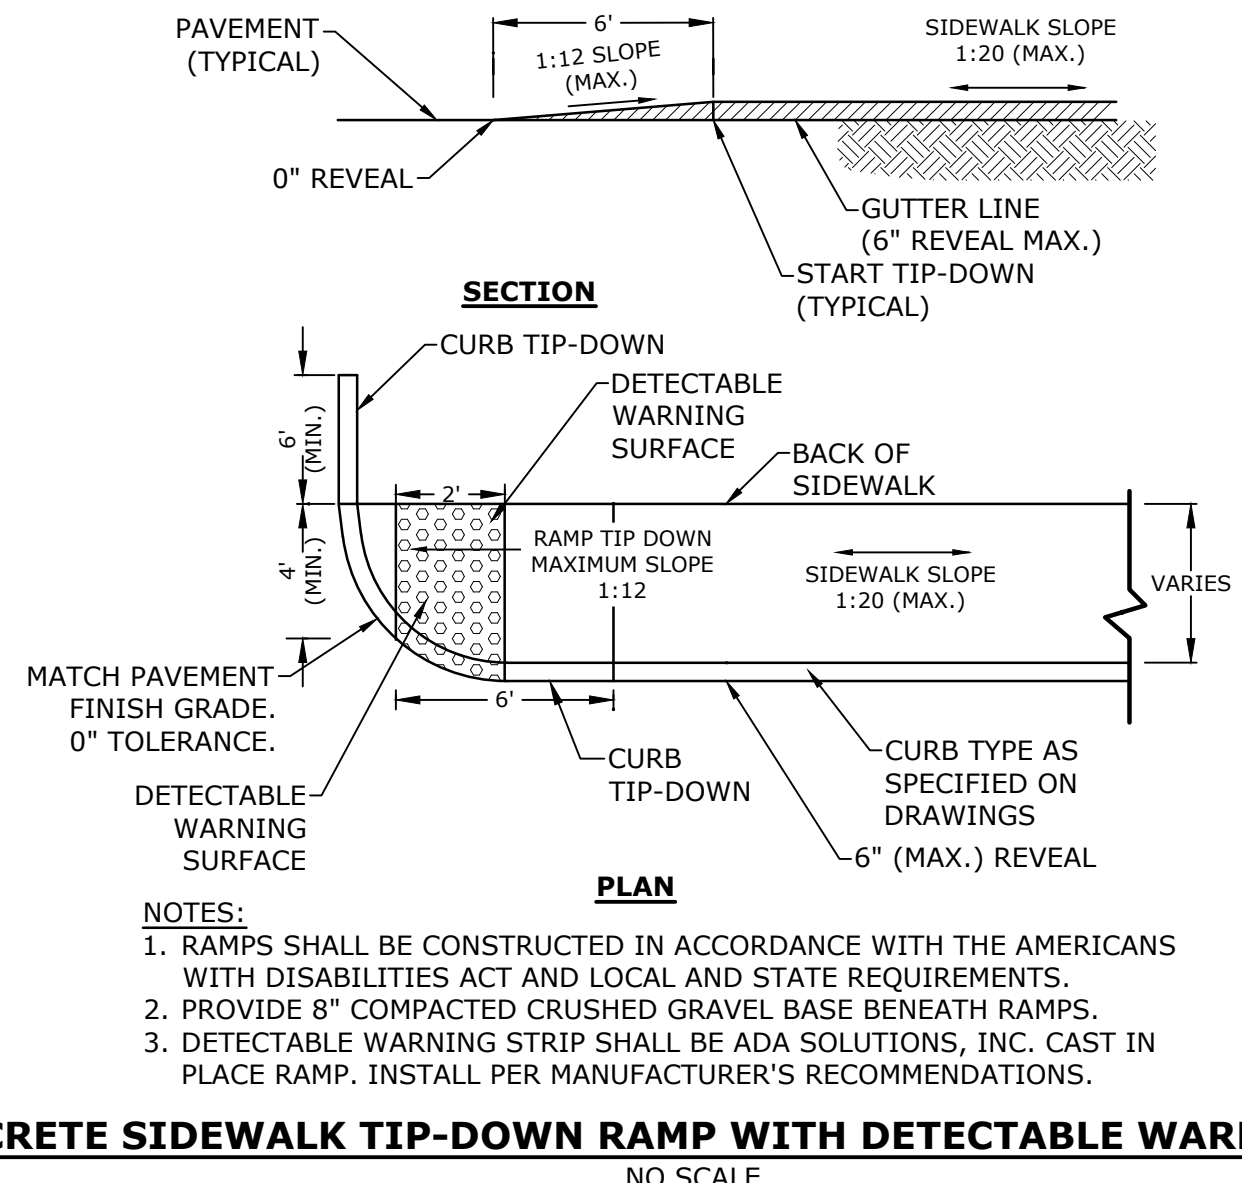 PAVEMENT
(TYPICAL)
6'
1:12 SLOPE
(MAX.)
SIDEWALK SLOPE
1:20 (MAX.)
0" REVEAL
GUTTER LINE
(6" REVEAL MAX.)
START TIP-DOWN
(TYPICAL)
SECTION
CURB TIP-DOWN
DETECTABLE
WARNING
SURFACE
BACK OF
SIDEWALK
6'
(MIN.)
2'
4'
(MIN.)
RAMP TIP DOWN
MAXIMUM SLOPE
1:12
SIDEWALK SLOPE
1:20 (MAX.)
VARIES
MATCH PAVEMENT
FINISH GRADE.
0" TOLERANCE.
6'
DETECTABLE
WARNING
SURFACE
CURB
TIP-DOWN
CURB TYPE AS
SPECIFIED ON
DRAWINGS
6" (MAX.) REVEAL
PLAN
NOTES:
1. RAMPS SHALL BE CONSTRUCTED IN ACCORDANCE WITH THE AMERICANS
WITH DISABILITIES ACT AND LOCAL AND STATE REQUIREMENTS.
2. PROVIDE 8" COMPACTED CRUSHED GRAVEL BASE BENEATH RAMPS.
3. DETECTABLE WARNING STRIP SHALL BE ADA SOLUTIONS, INC. CAST IN
PLACE RAMP. INSTALL PER MANUFACTURER'S RECOMMENDATIONS.
CRETE SIDEWALK TIP-DOWN RAMP WITH DETECTABLE WAR
NO SCALE